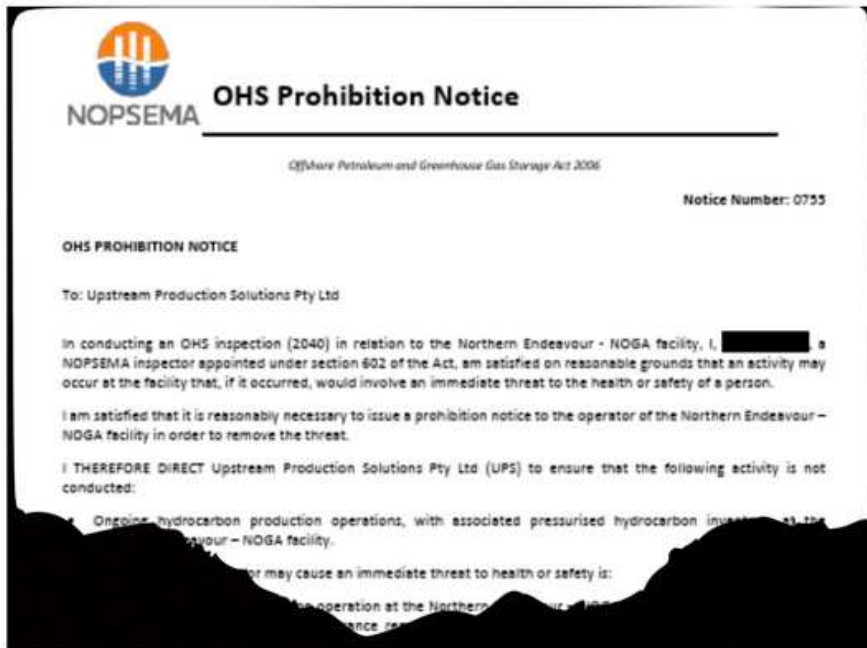 NOPSEMA
OHS Prohibition Notice
Offshore Petroleum and Greenhouse Gas Storage Act 2006
Notice Number: 0755
OHS PROHIBITION NOTICE
To: Upstream Production Solutions Pty Ltd
In conducting an OHS inspection (2040) in relation to the Northern Endeavour - NOGA facility, I, , a
NOPSEMA inspector appointed under section 602 of the Act, am satisfied on reasonable grounds that an activity may
occur at the facility that, if it occurred, would involve an immediate threat to the health or safety of a person.
I am satisfied that it is reasonably necessary to issue a prohibition notice to the operator of the Northern Endeavour –
NOGA facility in order to remove the threat.
I THEREFORE DIRECT Upstream Production Solutions Pty Ltd (UPS) to ensure that the following activity is not
conducted:
• Ongoing hydrocarbon production operations, with associated pressurised hydrocarbon at the
– NOGA facility.
or may cause an immediate threat to health or safety is:
operation at the Northern